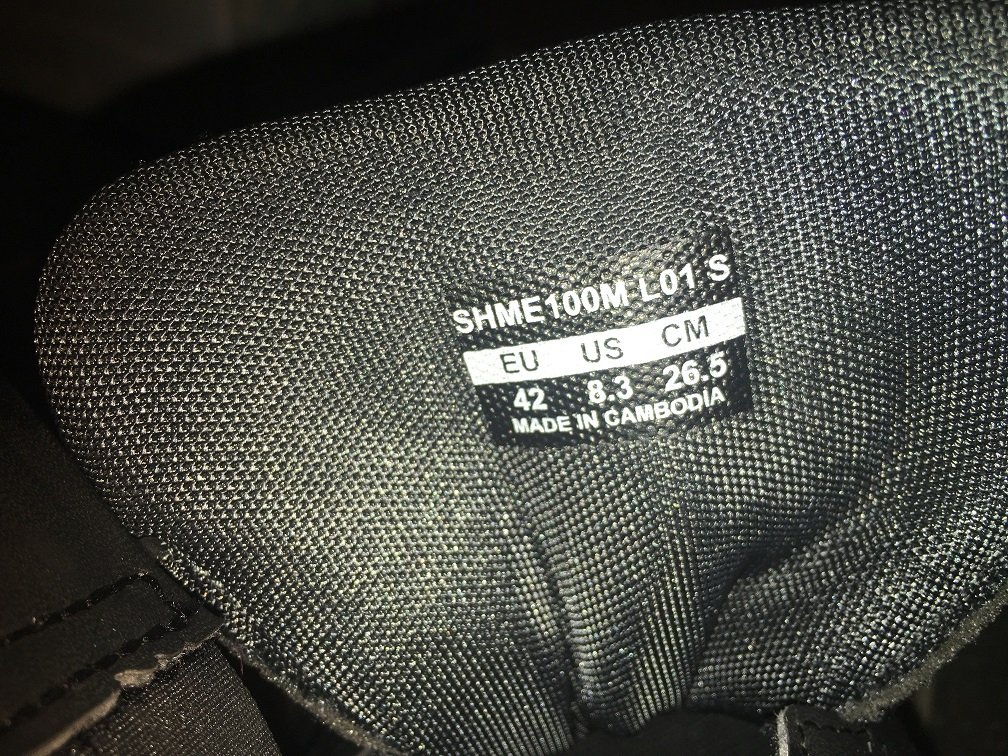 SHME100M L01 S
EU US CM
42 8.3 26.5
MADE IN CAMBODIA